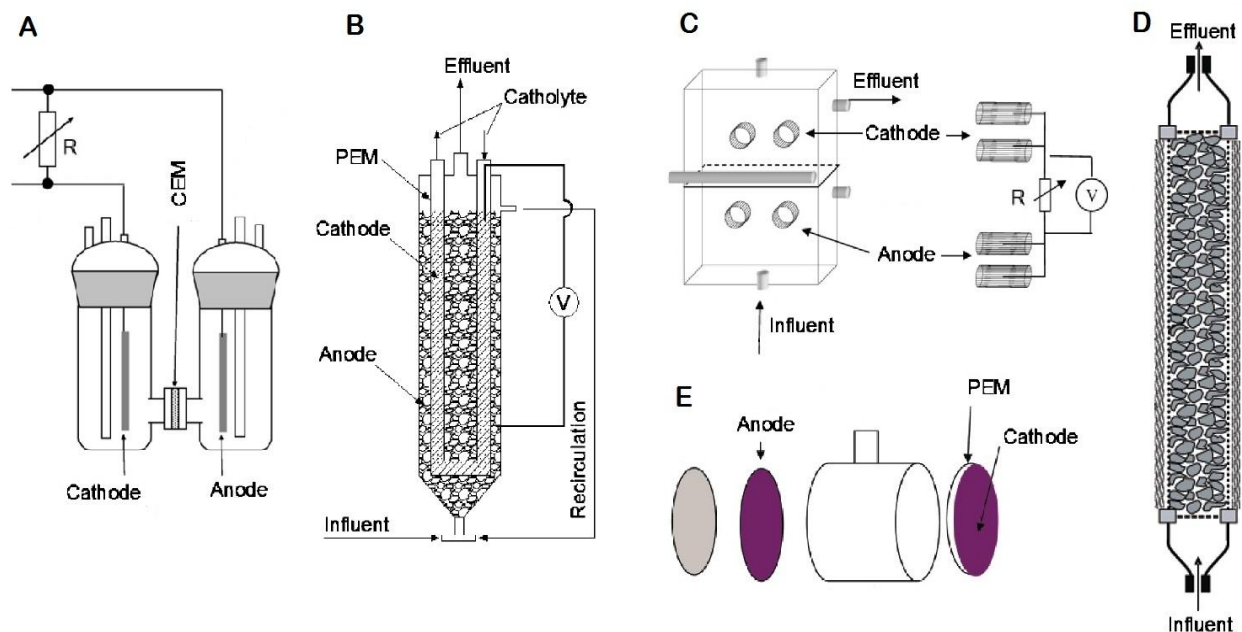 A
R
CEM
Cathode
Anode
B
Effluent
Catholyte
PEM
Cathode
Anode
V
Recirculation
Influent
C
Effluent
Cathode
R
V
Anode
Influent
D
Effluent
Influent
E
Anode
PEM
Cathode